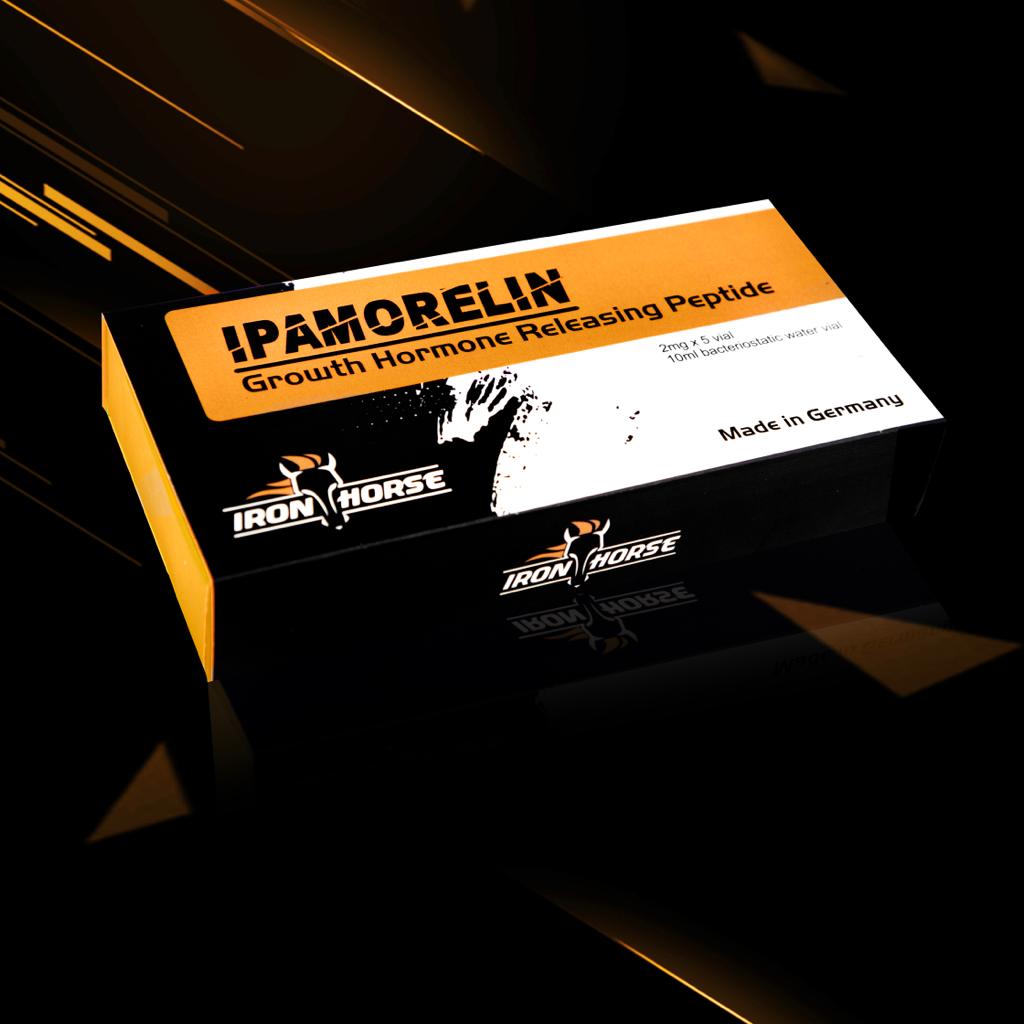 IPAMORELIN
Growth Hormone Releasing Peptide
2mg x 5 vial
10ml bacteriostatic water vial
Made in Germany
IRON HORSE
IRON HORSE